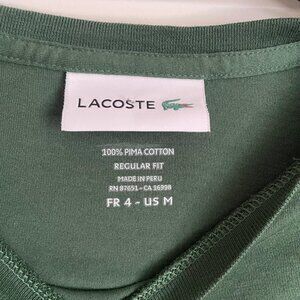 LACOSTE
100% PIMA COTTON
REGULAR FIT
MADE IN PERU
RN 87651 - CA 16998
FR 4 - US M